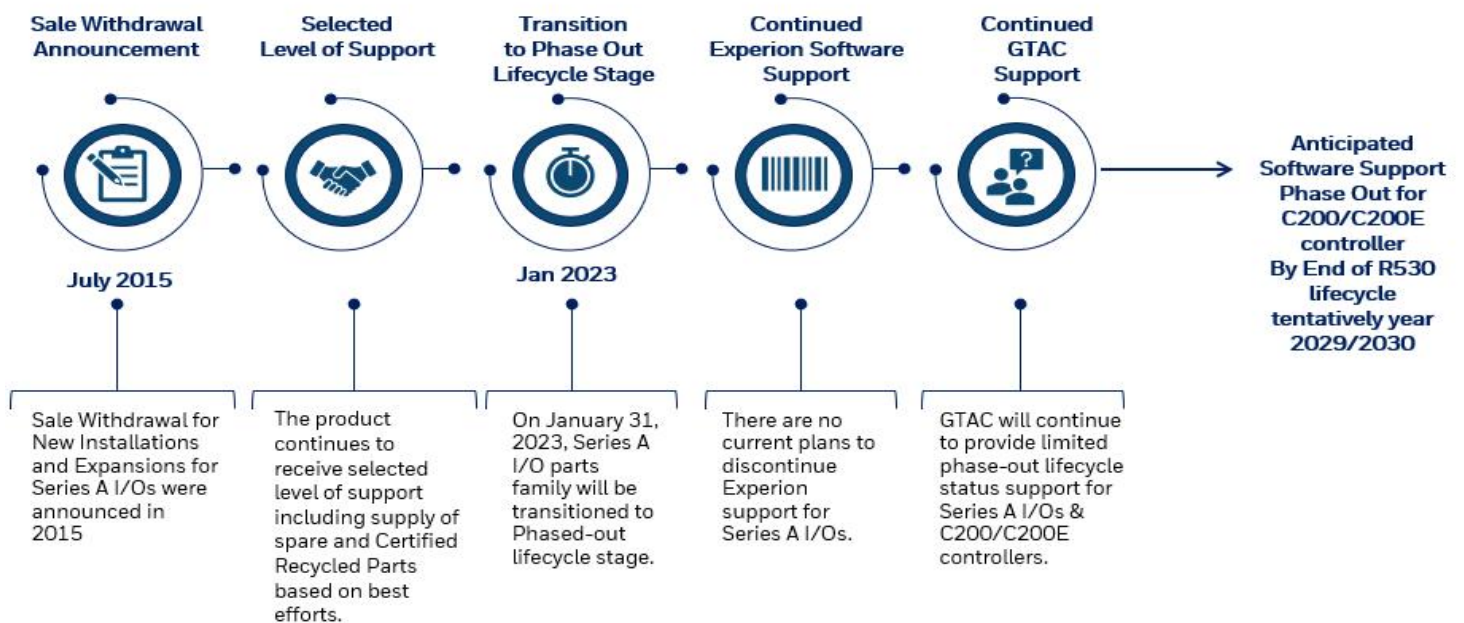 Sale Withdrawal
Announcement
Selected
Level of Support
Transition
to Phase Out
Lifecycle Stage
Continued
Experion Software
Support
Continued
GTAC
Support
?
July 2015
Jan 2023
Anticipated
Software Support
Phase Out for
C200/C200E
controller
By End of R530
lifecycle
tentatively year
2029/2030
Sale Withdrawal for
New Installations
and Expansions for
Series A I/Os were
announced in
2015
The product
continues to
receive selected
level of support
including supply of
spare and Certified
Recycled Parts
based on best
efforts.
On January 31,
2023, Series A
I/O parts
family will be
transitioned to
Phased-out
lifecycle stage.
There are no
current plans to
discontinue
Experion
support for
Series A I/Os.
GTAC will continue
to provide limited
phase-out lifecycle
status support for
Series A I/Os &
C200/C200E
controllers.